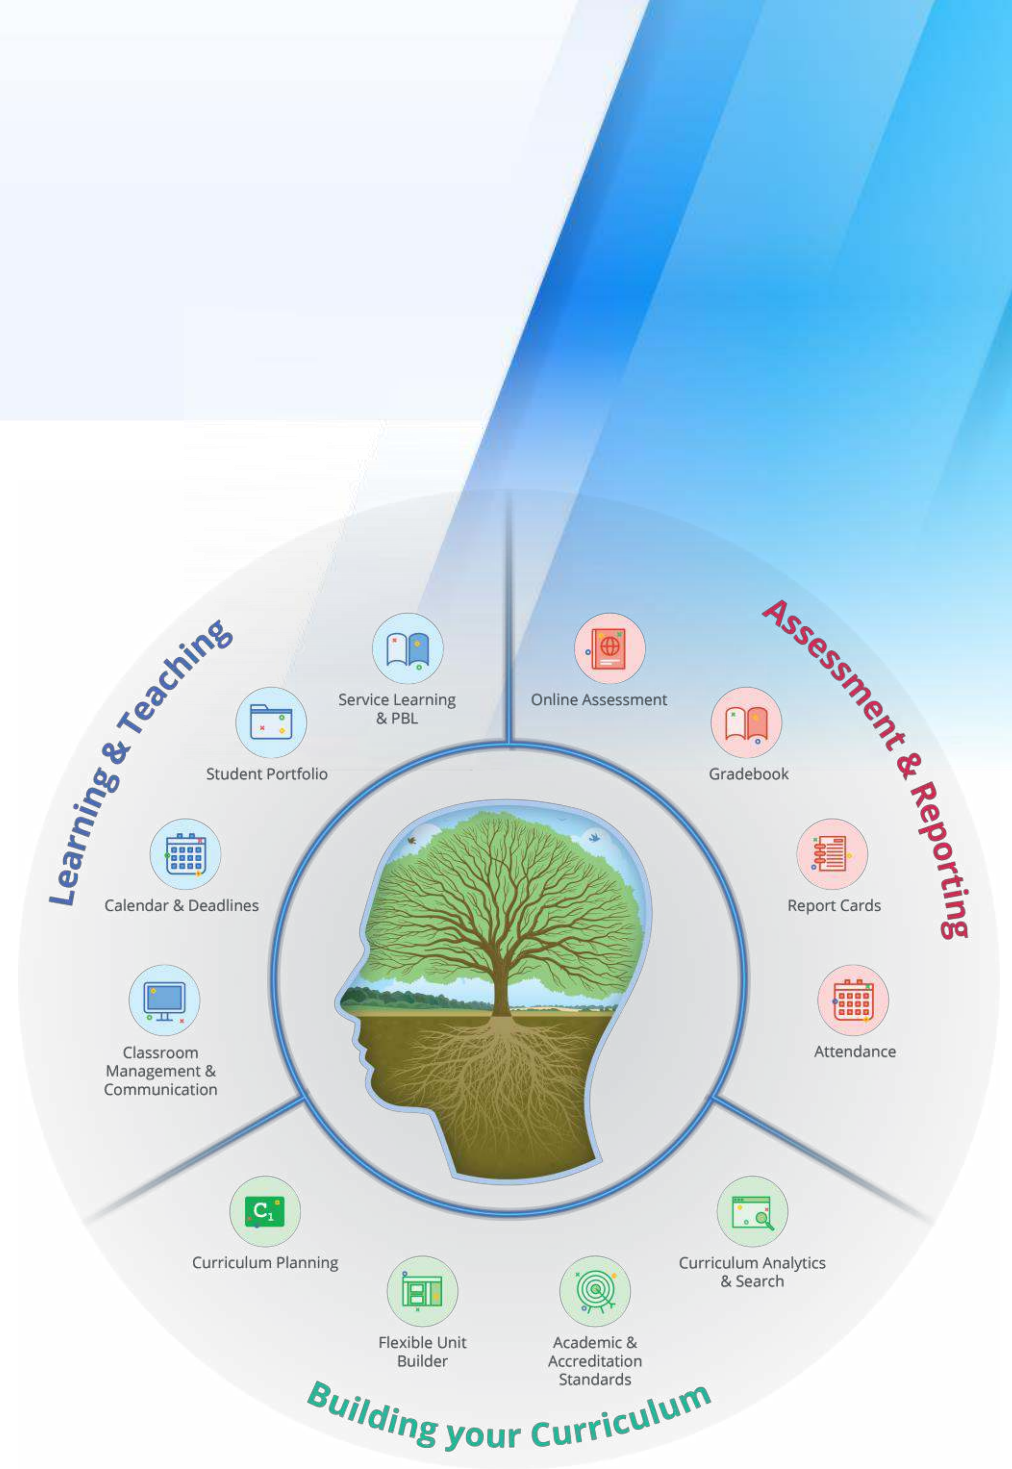 Learning & Teaching
Service Learning
& PBL
Student Portfolio
Calendar & Deadlines
Classroom
Management &
Communication
Assessment & Reporting
Online Assessment
Gradebook
Report Cards
Attendance
C1
Curriculum Planning
Flexible Unit
Builder
Academic &
Accreditation
Standards
Curriculum Analytics
& Search
Building your Curriculum